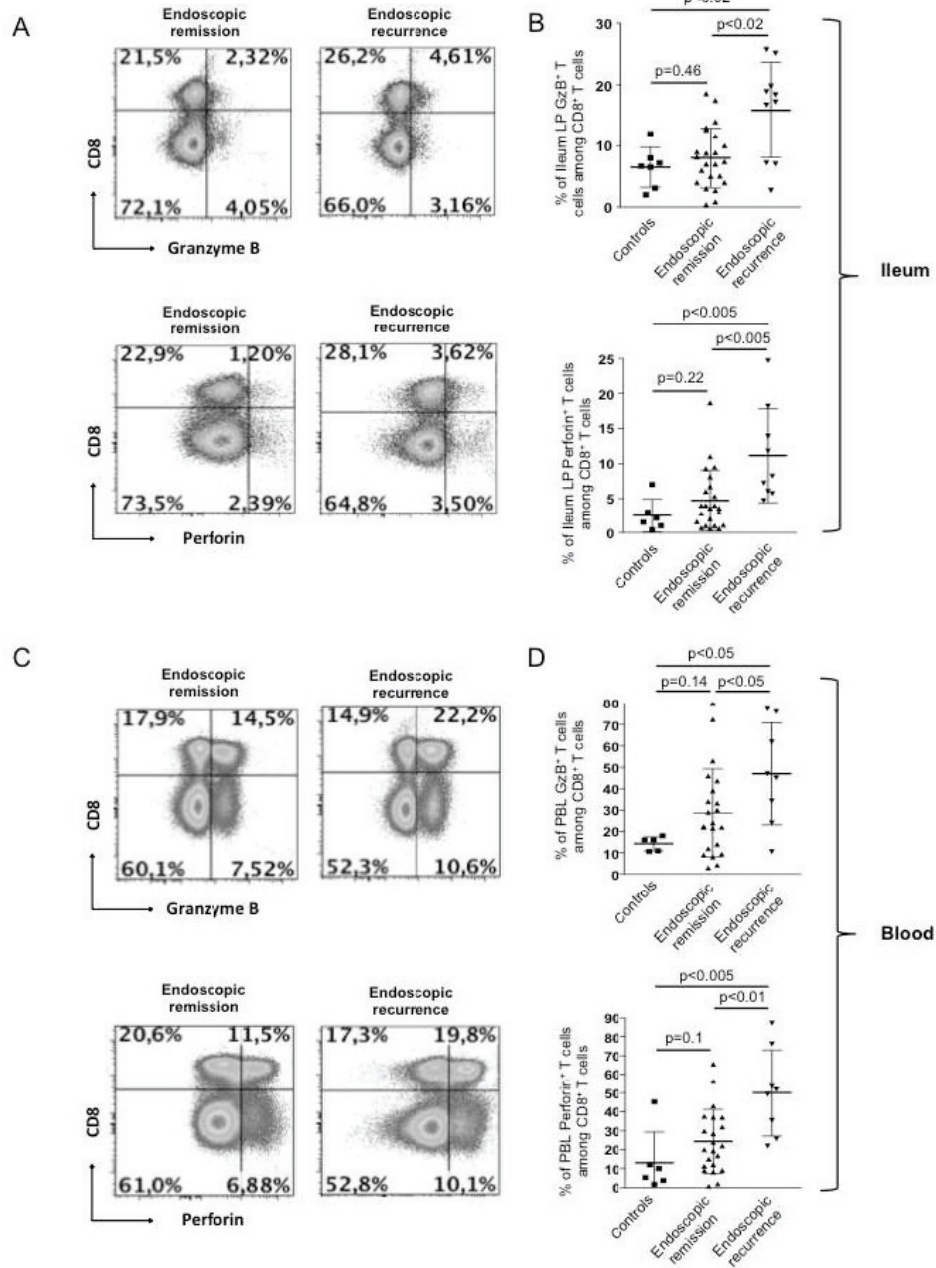 A
Endoscopic
remission
Endoscopic
recurrence
21,5% 2,32%
26,2% 4,61%
CD8
72,1% 4,05%
66,0% 3,16%
Granzyme B
Endoscopic
remission
Endoscopic
recurrence
22,9% 1,20%
28,1% 3,62%
CD8
73,5% 2,39%
64,8% 3,50%
Perforin
B
p<0.02
p=0.46
% of Ileum LP GzB⁺ T
cells among CD8⁺ T cells
30
20
10
0
Controls
Endoscopic
remission
Endoscopic
recurrence
p<0.005
p<0.005
p=0.22
% of Ileum LP Perforin⁺ T cells
among CD8⁺ T cells
25
20
15
10
5
0
Controls
Endoscopic
remission
Endoscopic
recurrence
Ileum
C
Endoscopic
remission
Endoscopic
recurrence
17,9% 14,5%
14,9% 22,2%
CD8
60,1% 7,52%
52,3% 10,6%
Granzyme B
Endoscopic
remission
Endoscopic
recurrence
20,6% 11,5%
17,3% 19,8%
CD8
61,0% 6,88%
52,8% 10,1%
Perforin
D
p<0.05
p=0.14 p<0.05
% of PBL GzB⁺ T cells
among CD8⁺ T cells
80
70
60
50
40
30
20
10
0
Controls
Endoscopic
remission
Endoscopic
recurrence
p<0.005
p<0.01
p=0.1
% of PBL Perforin⁺ T cells
among CD8⁺ T cells
90
80
70
60
50
40
30
20
10
0
Controls
Endoscopic
remission
Endoscopic
recurrence
Blood